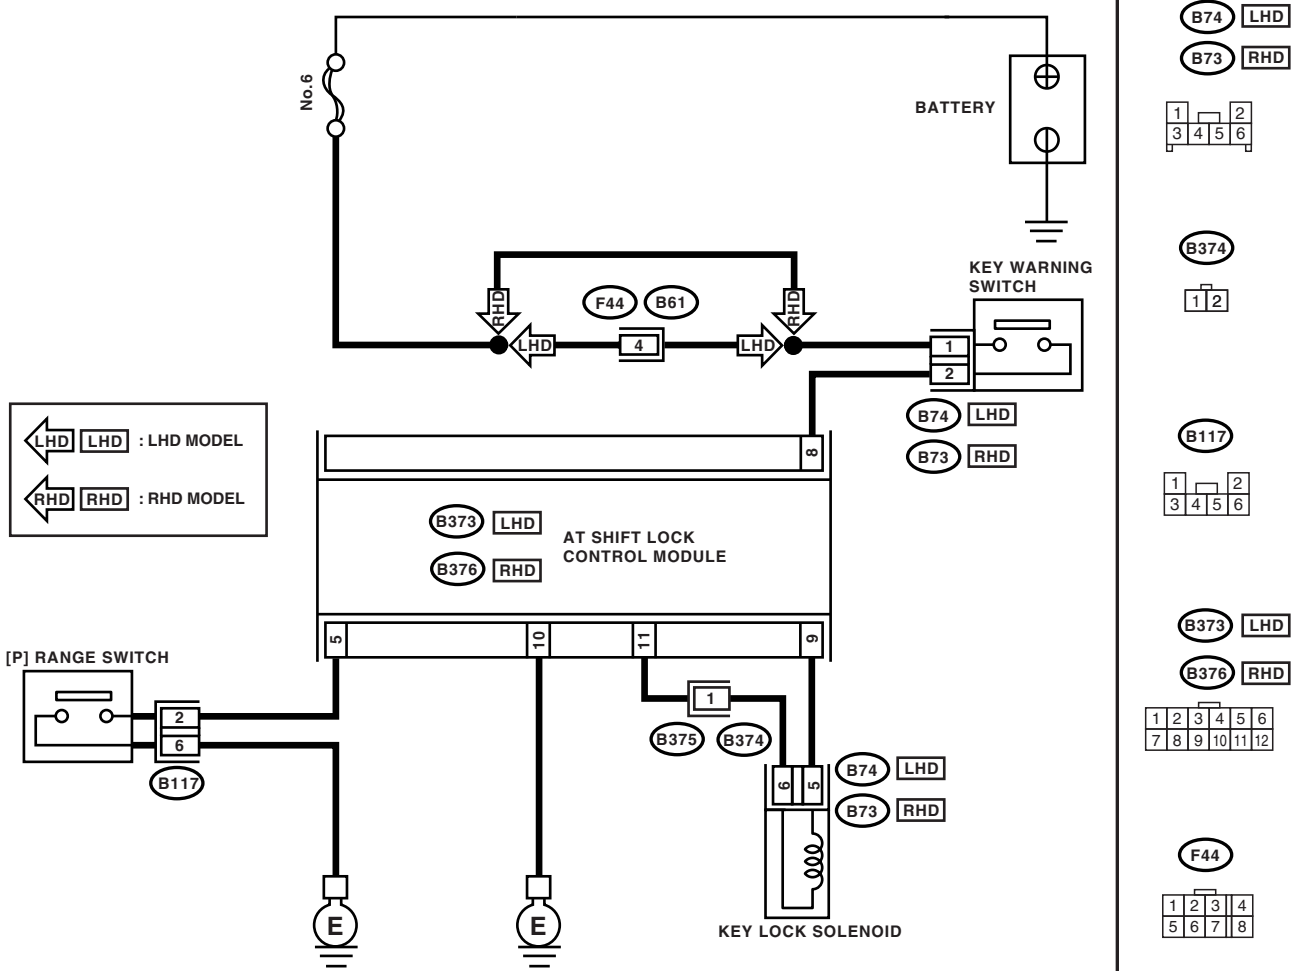 No.6
BATTERY
B74 LHD
B73 RHD
1 2
3 4 5 6
B374
1 2
KEY WARNING
SWITCH
RHD
F44 B61
RHD
LHD
4
LHD
1
2
B74 LHD
B73 RHD
LHD LHD : LHD MODEL
RHD RHD : RHD MODEL
B117
1 2
3 4 5 6
8
B373 LHD
B376 RHD
AT SHIFT LOCK
CONTROL MODULE
5 10 11 9
[P] RANGE SWITCH
2
6
B117
1
B375 B374
6 5
B74 LHD
B73 RHD
B373 LHD
B376 RHD
1 2 3 4 5 6
7 8 9 10 11 12
E
E
KEY LOCK SOLENOID
F44
1 2 3 4
5 6 7 8